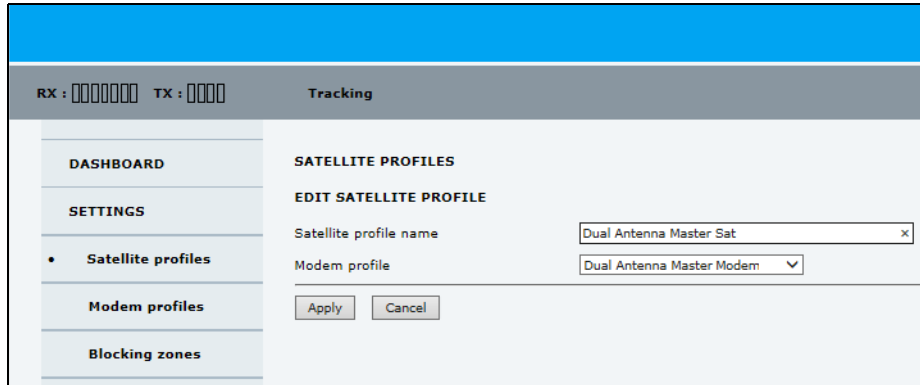 RX : TX : Tracking
DASHBOARD
SETTINGS
• Satellite profiles
Modem profiles
Blocking zones
SATELLITE PROFILES
EDIT SATELLITE PROFILE
Satellite profile name Dual Antenna Master Sat ×
Modem profile Dual Antenna Master Modem
Apply Cancel